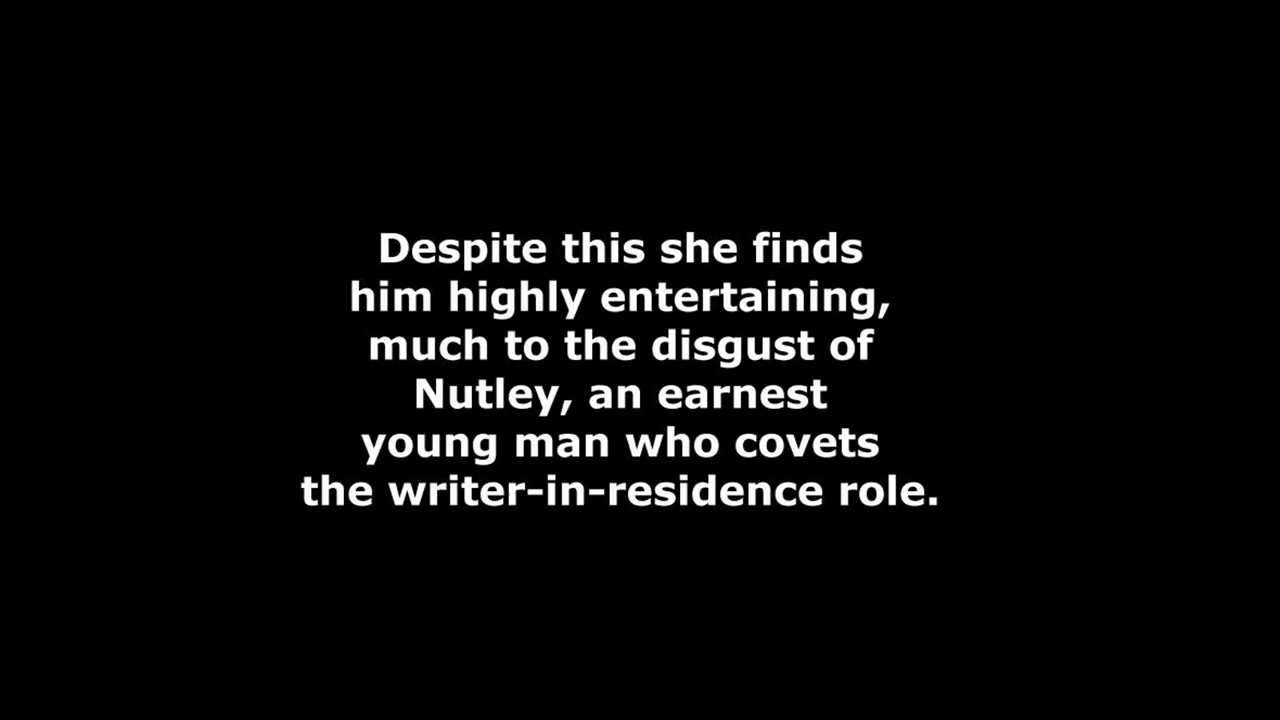 Despite this she finds
him highly entertaining,
much to the disgust of
Nutley, an earnest
young man who covets
the writer-in-residence role.